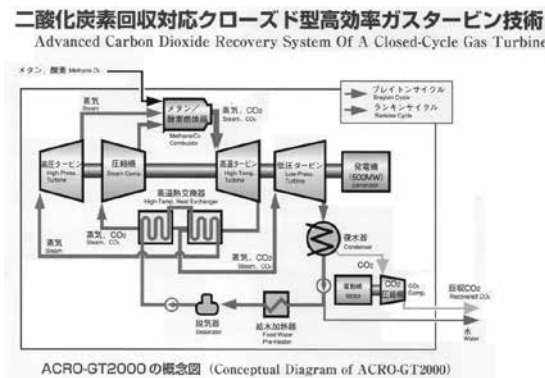 二酸化炭素回収対応クローズド型高効率ガスタービン技術
Advanced Carbon Dioxide Recovery System Of A Closed-Cycle Gas Turbine
メタン、酸素 Methane O₂
蒸気
Steam
メタン／
酸素燃焼器
Methane/O₂
Combustor
蒸気、CO₂
Steam, CO₂
ブレイトンサイクル
Brayton Cycle
ランキンサイクル
Rankine Cycle
高圧タービン
High Press.
Turbine
圧縮機
Steam Comp.
高温タービン
High Temp.
Turbine
低圧タービン
Low Press.
Turbine
発電機
(500MW)
Generator
高温熱交換器
High-Temp. Heat Exchanger
蒸気
Steam
蒸気、CO₂
Steam, CO₂
蒸気、CO₂
Steam, CO₂
復水器
Condenser
CO₂
電動機
Motor
CO₂
圧縮機
CO₂
Comp.
回収CO₂
Recovered CO₂
水
Water
脱気器
Deaerator
給水加熱器
Feed Water
Pre-Heater
ACRO-GT2000の概念図 (Conceptual Diagram of ACRO-GT2000)